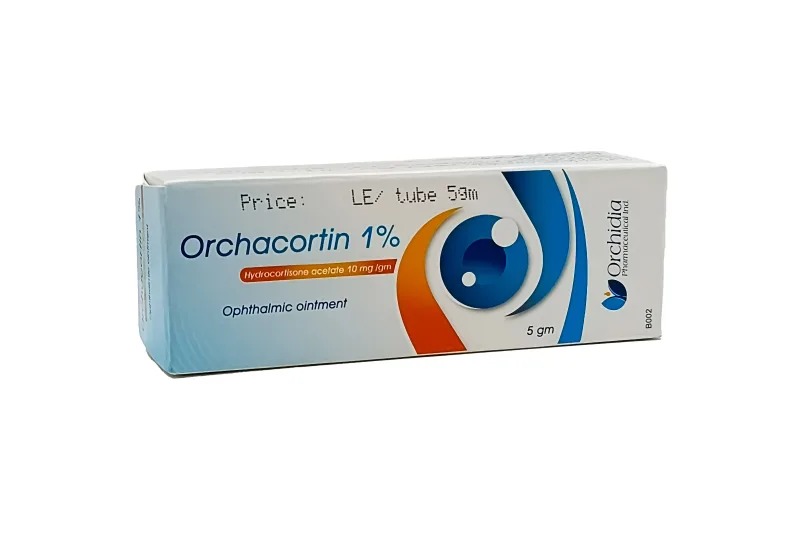 Price: LE/ tube 5gm
Orchacortin 1%
Hydrocortisone acetate 10 mg /gm
Ophthalmic ointment
5 gm
Orchidia
Pharmaceutical Ind.
B002